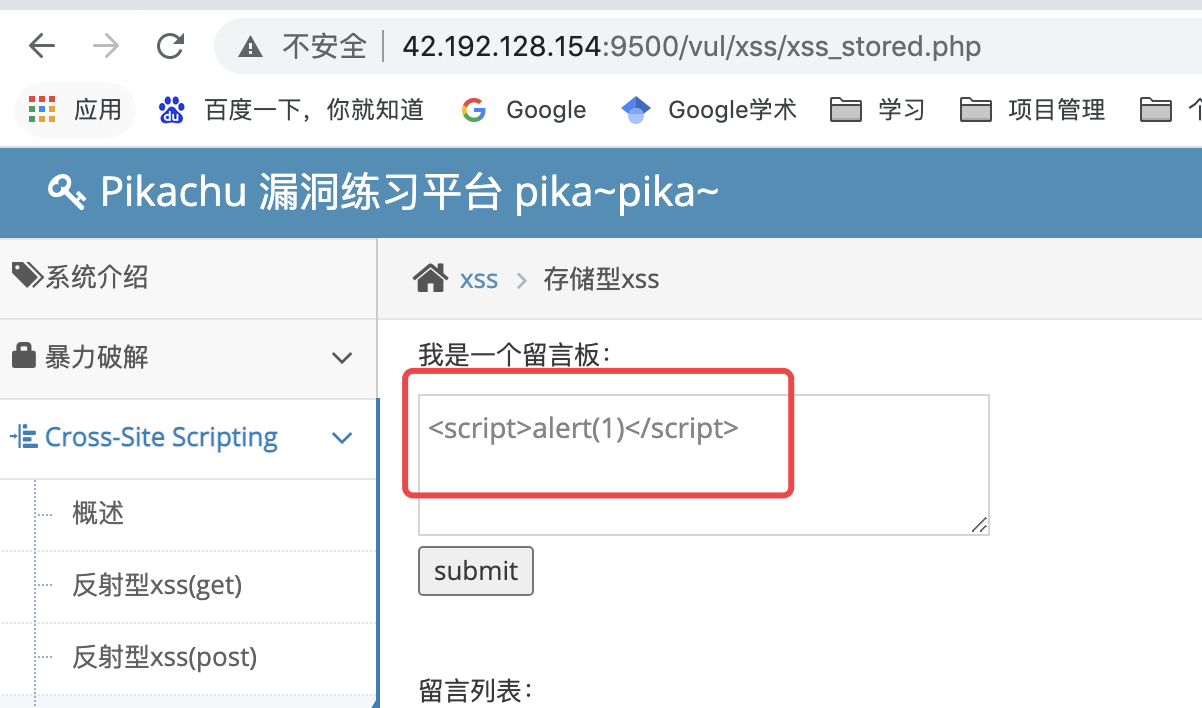 不安全 42.192.128.154:9500/vul/xss/xss_stored.php
应用 百度一下，你就知道 Google Google学术 学习 项目管理
Pikachu 漏洞练习平台 pika~pika~
系统介绍
xss > 存储型xss
暴力破解
我是一个留言板：
<script>alert(1)</script>
Cross-Site Scripting
概述
submit
反射型xss(get)
反射型xss(post)
留言列表：